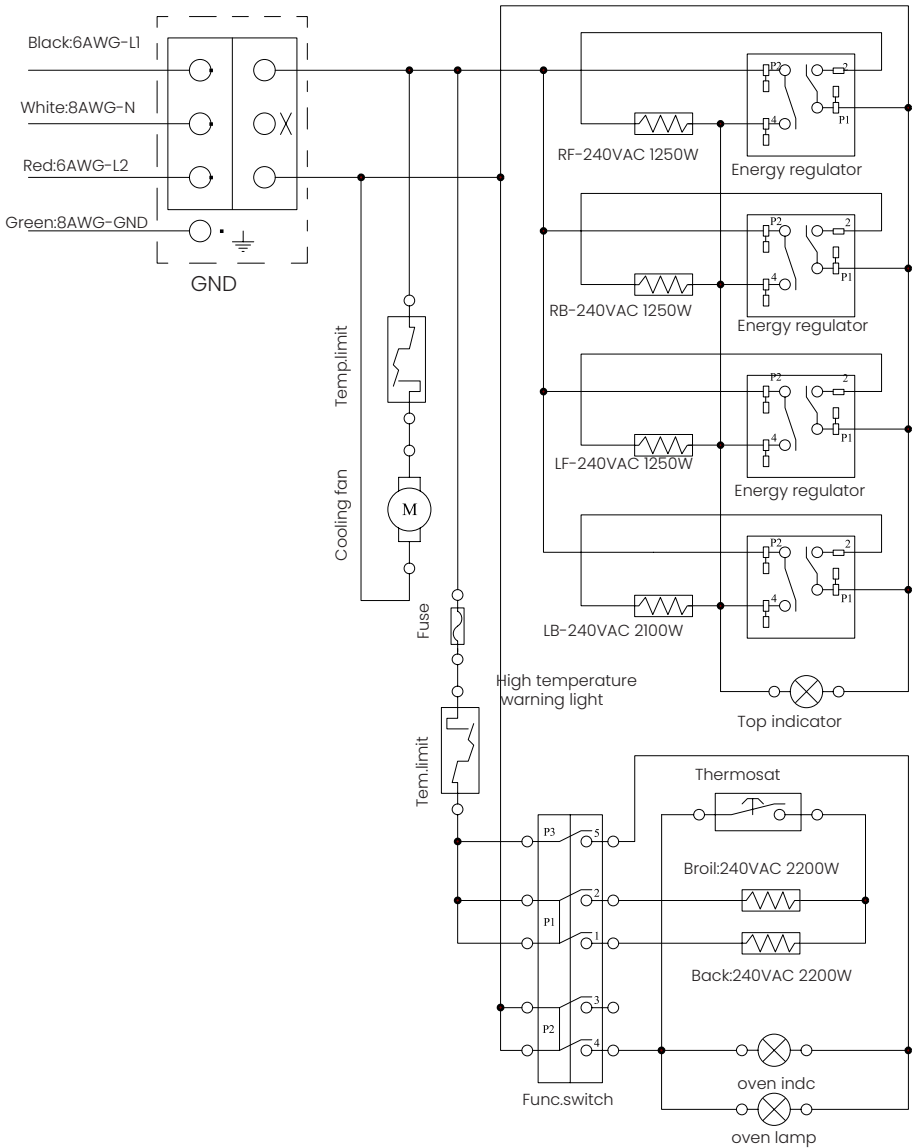 Black:6AWG-L1
White:8AWG-N
Red:6AWG-L2
Green:8AWG-GND
GND
P2
2
4
P1
RF-240VAC 1250W
Energy regulator
P2
2
4
P1
RB-240VAC 1250W
Energy regulator
P2
2
4
P1
LF-240VAC 1250W
Energy regulator
P2
2
4
P1
LB-240VAC 2100W
Temp.limit
Cooling fan
M
Fuse
High temperature
warning light
Top indicator
Tem.limit
Thermosat
P3
5
Broil:240VAC 2200W
2
P1
1
Back:240VAC 2200W
3
P2
4
oven indc
Func.switch
oven lamp